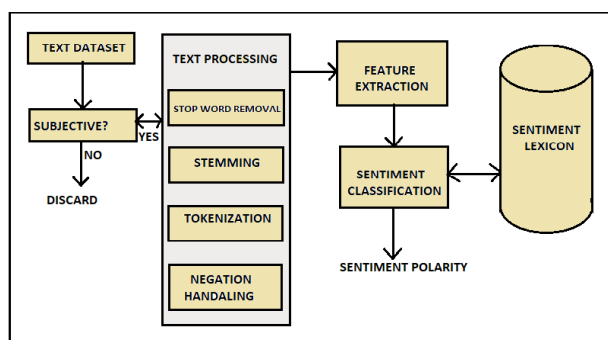 TEXT DATASET
SUBJECTIVE?
YES
NO
DISCARD
TEXT PROCESSING
STOP WORD REMOVAL
STEMMING
TOKENIZATION
NEGATION
HANDALING
FEATURE
EXTRACTION
SENTIMENT
CLASSIFICATION
SENTIMENT POLARITY
SENTIMENT
LEXICON